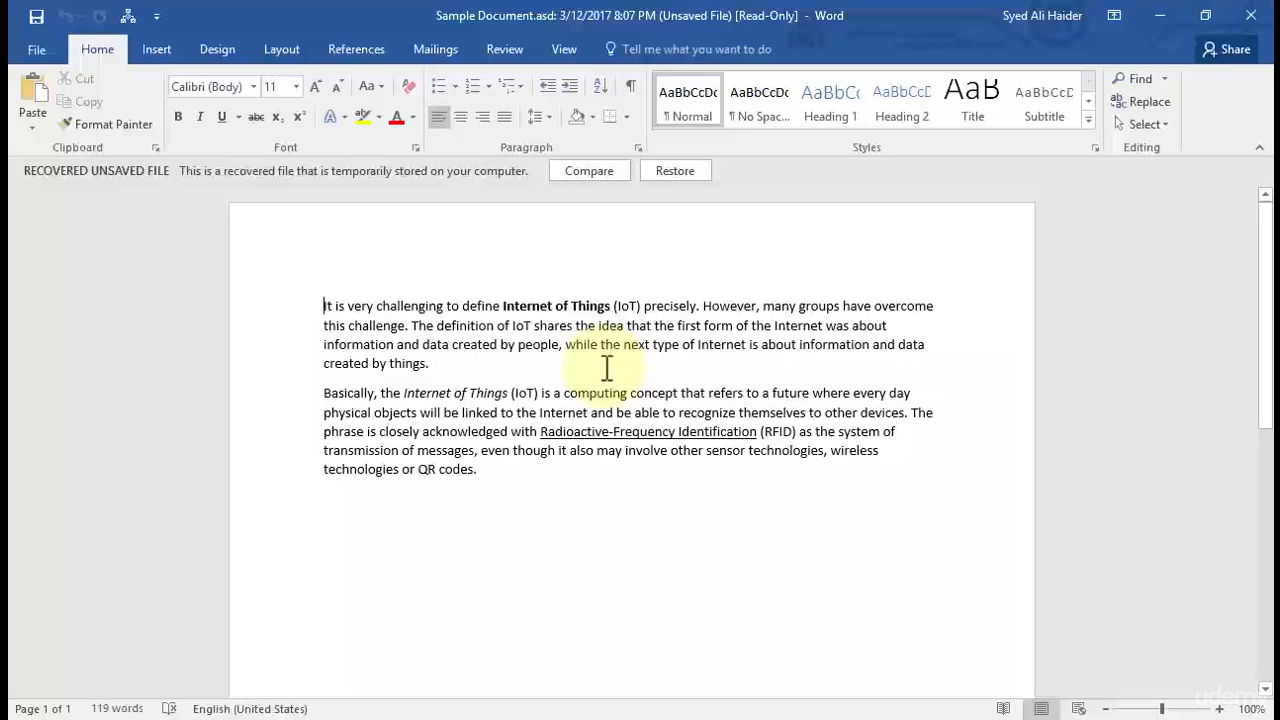 Sample Document.asd: 3/12/2017 8:07 PM (Unsaved File) [Read-Only] - Word
Syed Ali Haider
File Home Insert Design Layout References Mailings Review View Tell me what you want to do Share
Paste
Cut
Copy
Format Painter
Clipboard
Calibri (Body) 11 Aa
B I U abc X2 X2 A A
Font
Paragraph
AaBbCcDc AaBbCcDc AaBbCc AaBbCcD AaB AaBbCcD
¶ Normal ¶ No Spac... Heading 1 Heading 2 Title Subtitle
Styles
Find
Replace
Select
Editing
RECOVERED UNSAVED FILE This is a recovered file that is temporarily stored on your computer. Compare Restore
It is very challenging to define Internet of Things (IoT) precisely. However, many groups have overcome
this challenge. The definition of IoT shares the idea that the first form of the Internet was about
information and data created by people, while the next type of Internet is about information and data
created by things.
Basically, the Internet of Things (IoT) is a computing concept that refers to a future where every day
physical objects will be linked to the Internet and be able to recognize themselves to other devices. The
phrase is closely acknowledged with Radioactive-Frequency Identification (RFID) as the system of
transmission of messages, even though it also may involve other sensor technologies, wireless
technologies or QR codes.
Page 1 of 1 119 words English (United States) 100%
udemy